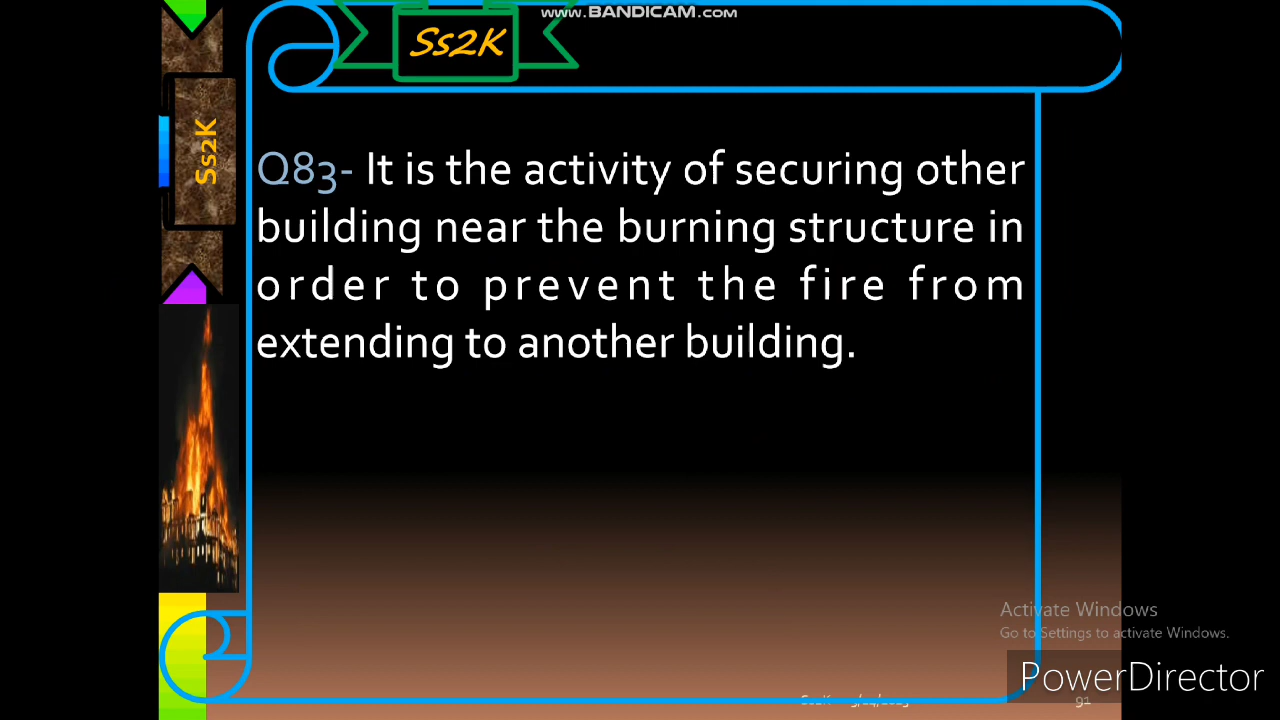 www.BANDICAM.com
Ss2K
Ss2K
Q83- It is the activity of securing other
building near the burning structure in
order to prevent the fire from
extending to another building.
Activate Windows
Go to Settings to activate Windows.
PowerDirector
Ss2K
91